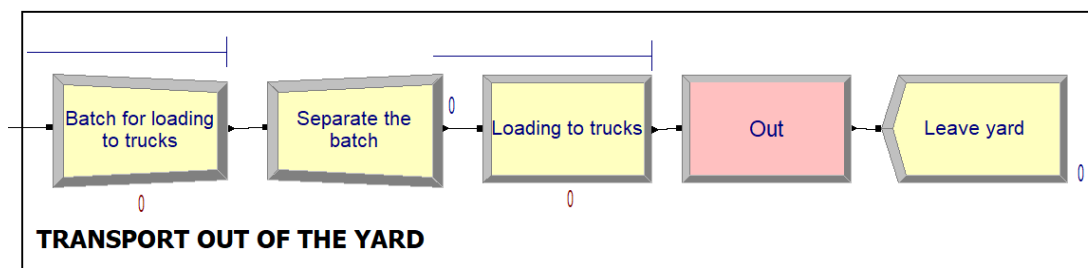 Batch for loading
to trucks
0
Separate the
batch
0
Loading to trucks
0
Out
Leave yard
0
TRANSPORT OUT OF THE YARD